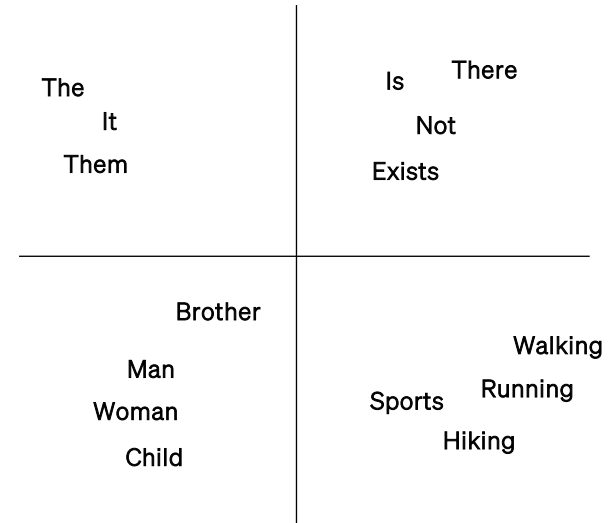 The
It
Them
Is
There
Not
Exists
Brother
Man
Woman
Child
Walking
Running
Sports
Hiking